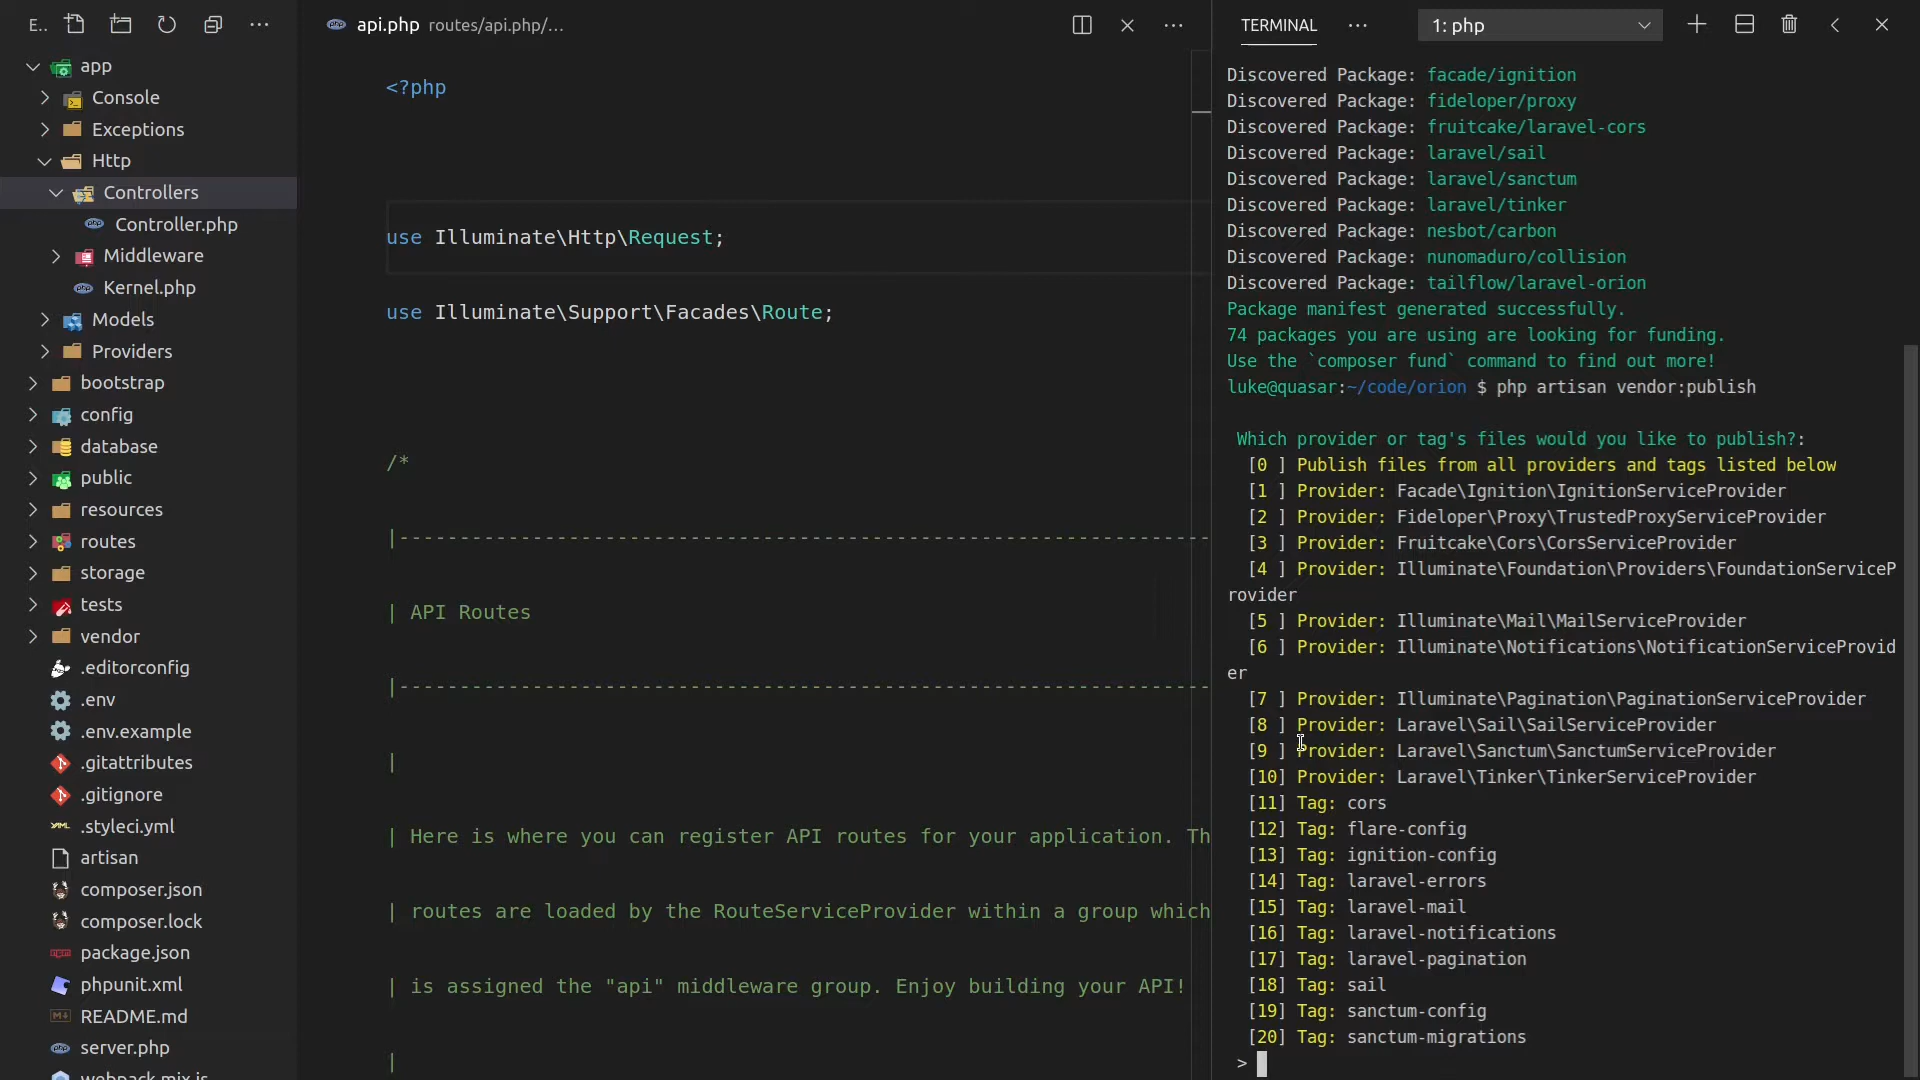 E..
app
Console
Exceptions
Http
Controllers
Controller.php
Middleware
Kernel.php
Models
Providers
bootstrap
config
database
public
resources
routes
storage
tests
vendor
.editorconfig
.env
.env.example
.gitattributes
.gitignore
.styleci.yml
artisan
composer.json
composer.lock
package.json
phpunit.xml
README.md
server.php
webpack.mix.js
api.php routes/api.php/...
<?php
use Illuminate\Http\Request;
use Illuminate\Support\Facades\Route;
/*
|--------------------------------------------------------------------
| API Routes
|--------------------------------------------------------------------
|
| Here is where you can register API routes for your application. Th
| routes are loaded by the RouteServiceProvider within a group which
| is assigned the "api" middleware group. Enjoy building your API!
|
TERMINAL ... 1: php
Discovered Package: facade/ignition
Discovered Package: fideloper/proxy
Discovered Package: fruitcake/laravel-cors
Discovered Package: laravel/sail
Discovered Package: laravel/sanctum
Discovered Package: laravel/tinker
Discovered Package: nesbot/carbon
Discovered Package: nunomaduro/collision
Discovered Package: tailflow/laravel-orion
Package manifest generated successfully.
74 packages you are using are looking for funding.
Use the `composer fund` command to find out more!
luke@quasar:~/code/orion $ php artisan vendor:publish
Which provider or tag's files would you like to publish?:
[0 ] Publish files from all providers and tags listed below
[1 ] Provider: Facade\Ignition\IgnitionServiceProvider
[2 ] Provider: Fideloper\Proxy\TrustedProxyServiceProvider
[3 ] Provider: Fruitcake\Cors\CorsServiceProvider
[4 ] Provider: Illuminate\Foundation\Providers\FoundationServiceP
rovider
[5 ] Provider: Illuminate\Mail\MailServiceProvider
[6 ] Provider: Illuminate\Notifications\NotificationServiceProvid
er
[7 ] Provider: Illuminate\Pagination\PaginationServiceProvider
[8 ] Provider: Laravel\Sail\SailServiceProvider
[9 ] Provider: Laravel\Sanctum\SanctumServiceProvider
[10] Provider: Laravel\Tinker\TinkerServiceProvider
[11] Tag: cors
[12] Tag: flare-config
[13] Tag: ignition-config
[14] Tag: laravel-errors
[15] Tag: laravel-mail
[16] Tag: laravel-notifications
[17] Tag: laravel-pagination
[18] Tag: sail
[19] Tag: sanctum-config
[20] Tag: sanctum-migrations
>